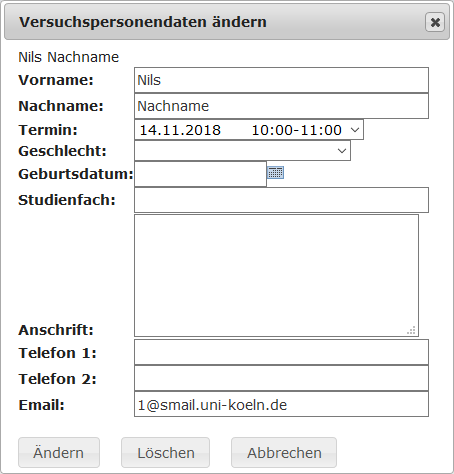 Versuchspersonendaten ändern
Nils Nachname
Vorname: Nils
Nachname: Nachname
Termin: 14.11.2018 10:00-11:00
Geschlecht:
Geburtsdatum:
Studienfach:
Anschrift:
Telefon 1:
Telefon 2:
Email: 1@smail.uni-koeln.de
Ändern Löschen Abbrechen